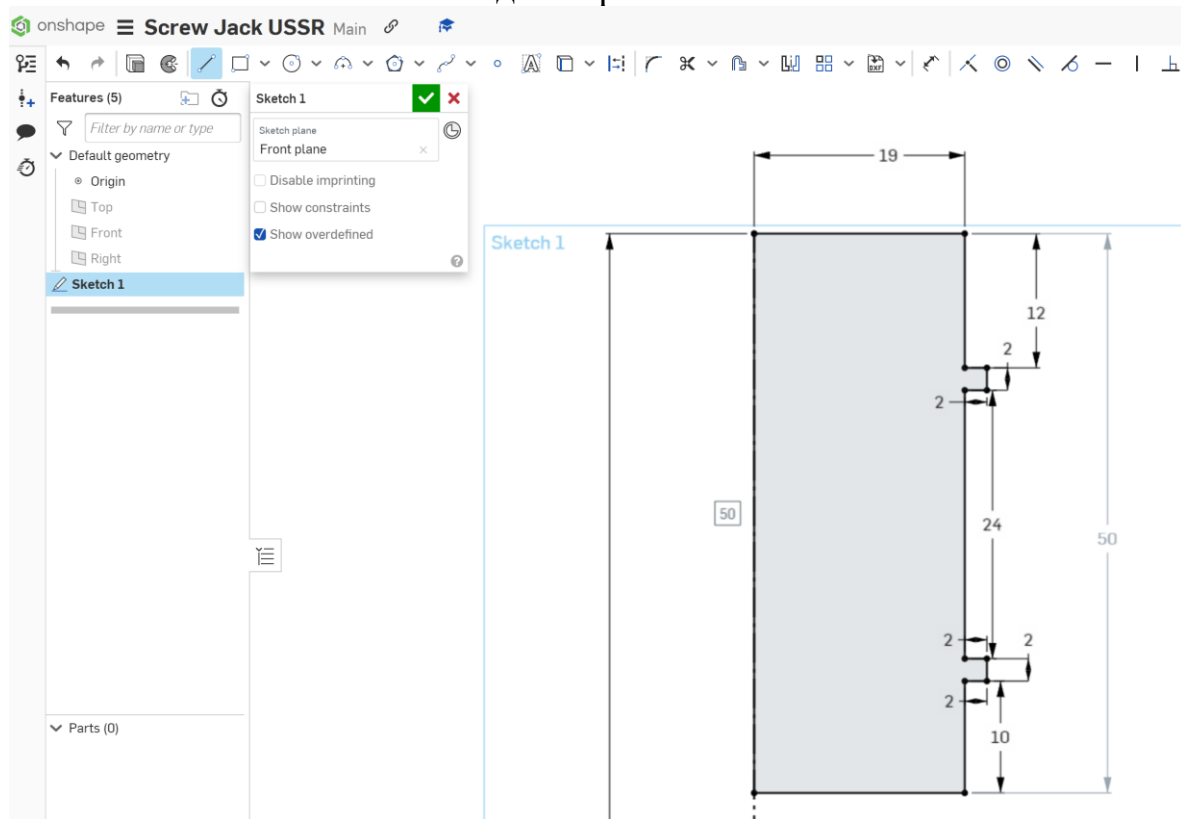 onshape Screw Jack USSR Main
Features (5)
Filter by name or type
Default geometry
Origin
Top
Front
Right
Sketch 1
Parts (0)
Sketch 1
Sketch plane
Front plane
Disable imprinting
Show constraints
Show overdefined
Sketch 1
19
12
2
2
50
24
50
2
2
2
10